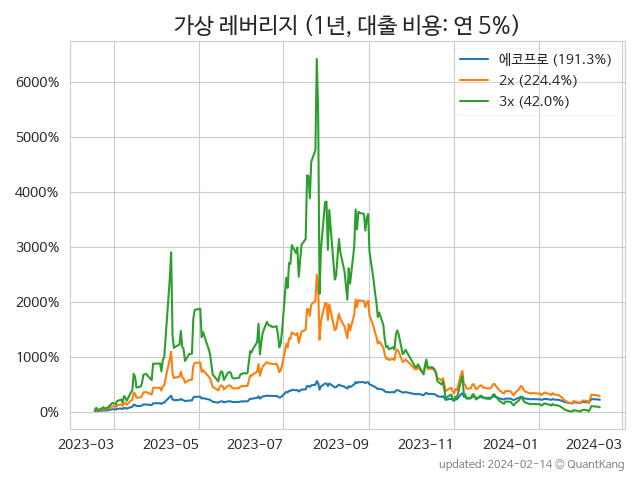 가상 레버리지 (1년, 대출 비용: 연 5%)
에코프로 (191.3%)
2x (224.4%)
3x (42.0%)
6000%
5000%
4000%
3000%
2000%
1000%
0%
2023-03 2023-05 2023-07 2023-09 2023-11 2024-01 2024-03
updated: 2024-02-14 © QuantKang